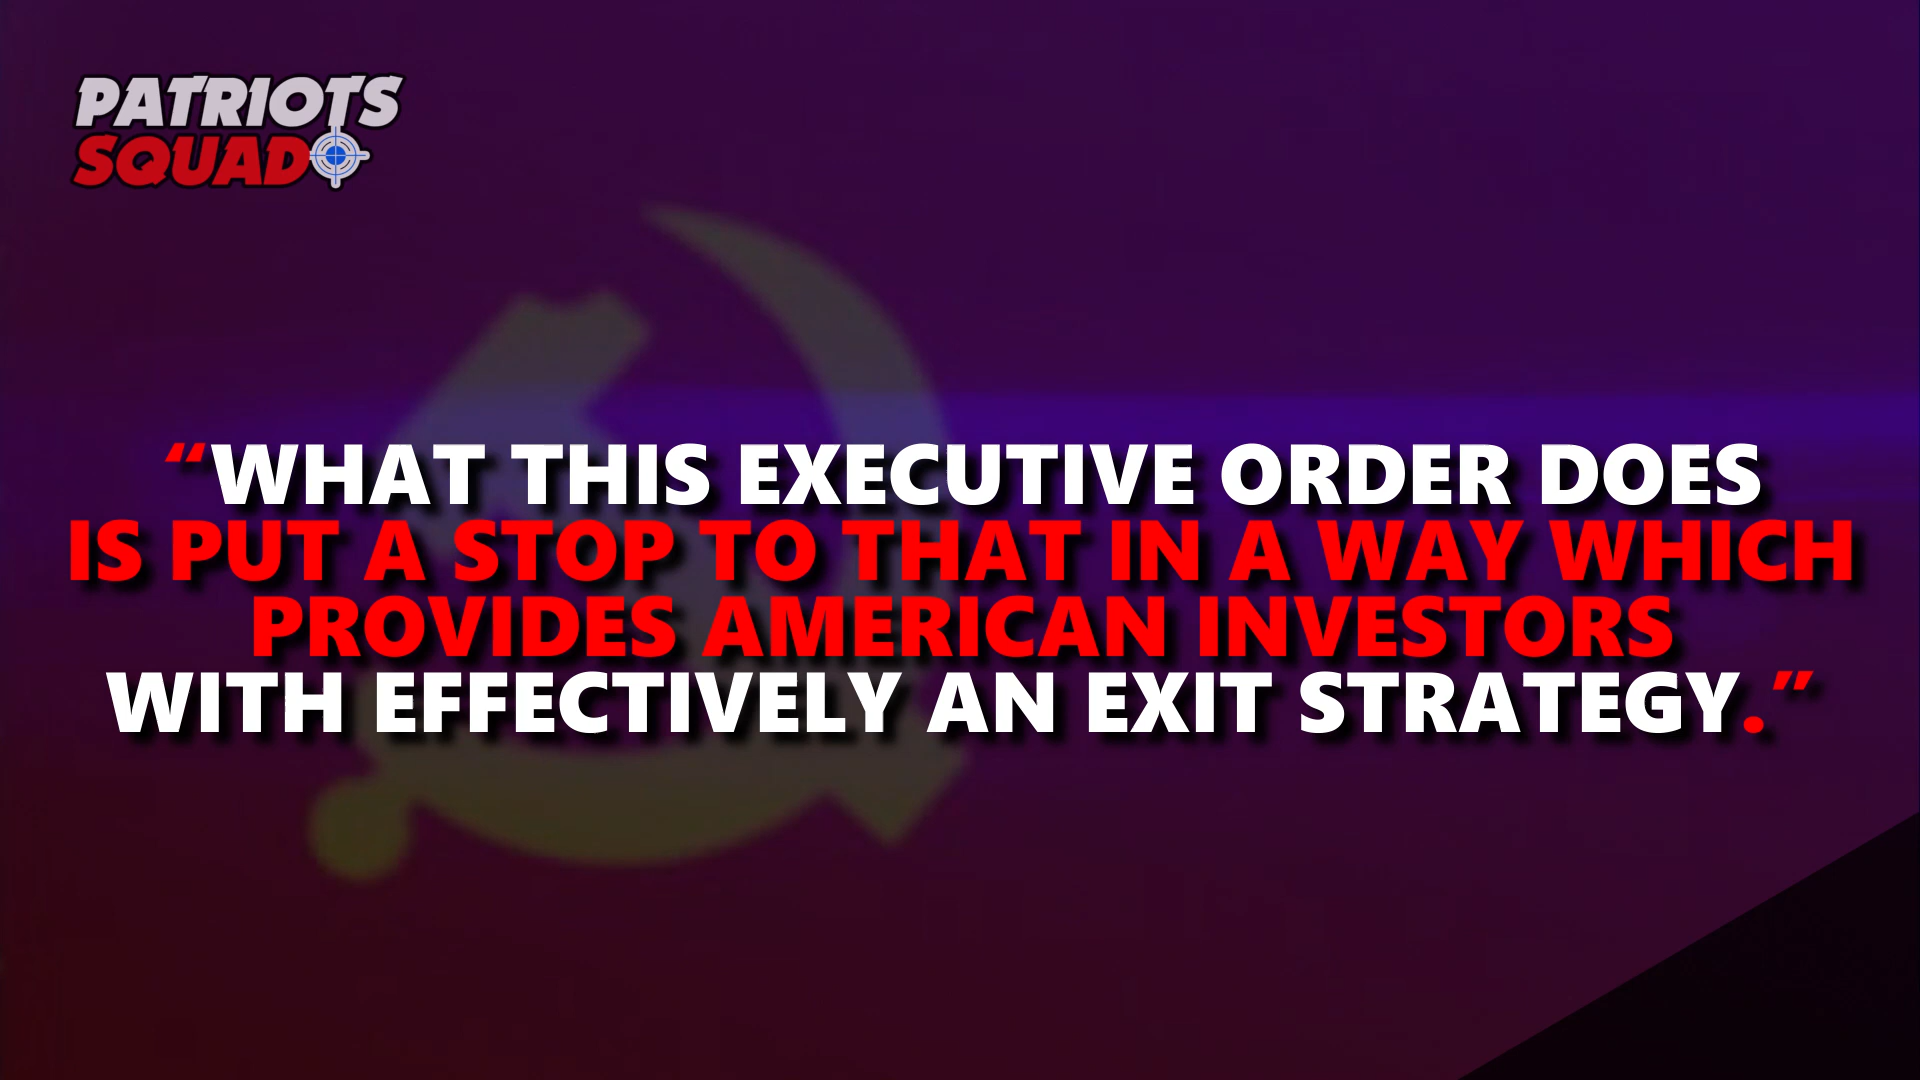 PATRIOTS
SQUAD
“WHAT THIS EXECUTIVE ORDER DOES
IS PUT A STOP TO THAT IN A WAY WHICH
PROVIDES AMERICAN INVESTORS
WITH EFFECTIVELY AN EXIT STRATEGY.”